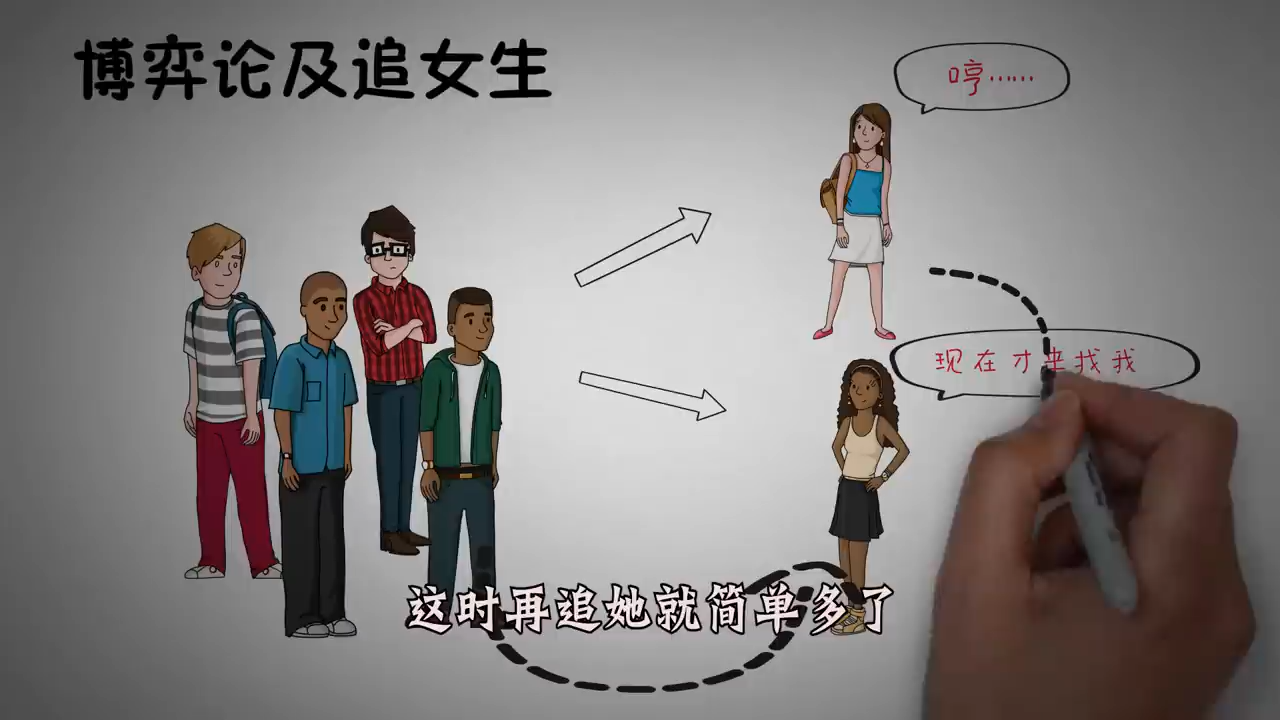 博弈论及追女生
哼……
现在才来找我
这时再追她就简单多了